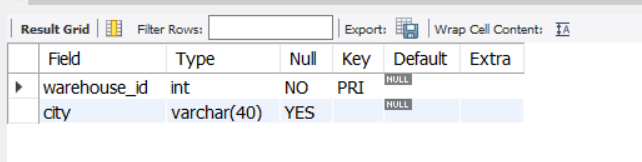 Result Grid Filter Rows: Export: Wrap Cell Content: IA
Field Type Null Key Default Extra
warehouse_id int NO PRI NULL
city varchar(40) YES NULL